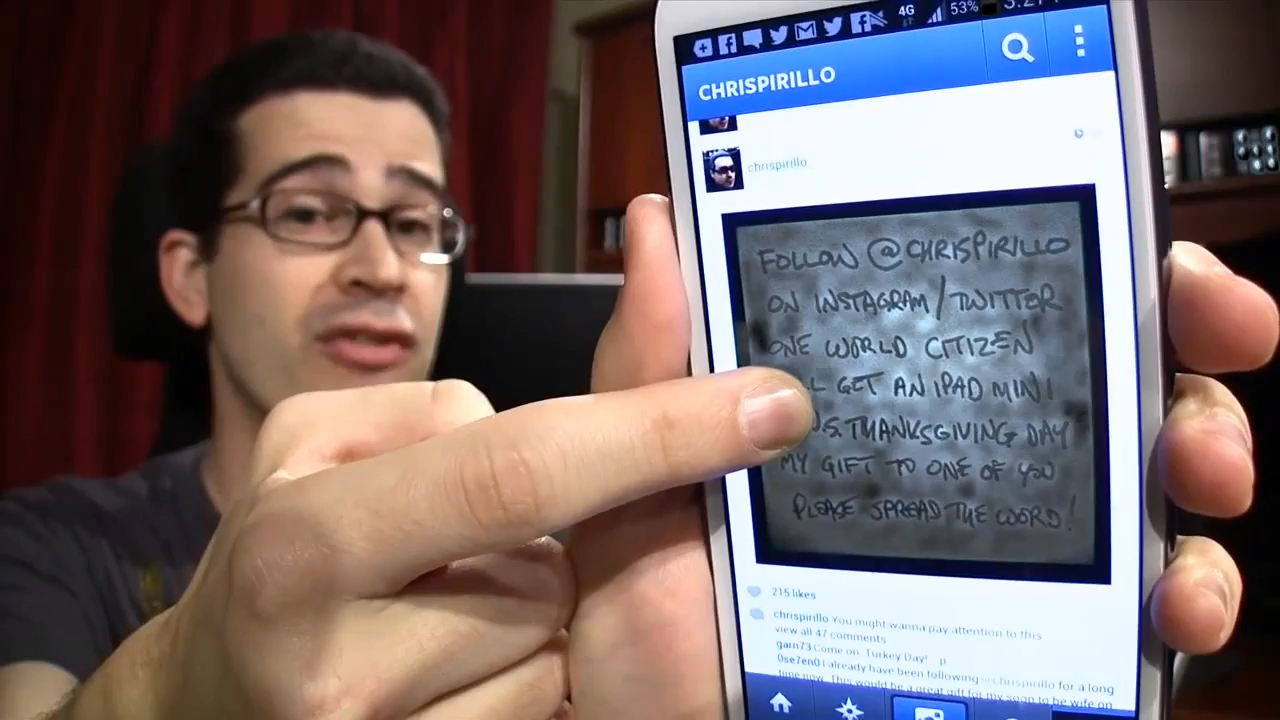 4G 53%
CHRISPIRILLO
chrispirillo
FOLLOW @CHRISPIRILLO
ON INSTAGRAM/TWITTER
ONE WORLD CITIZEN
GET AN IPAD MINI
THANKSGIVING DAY
MY GIFT TO ONE OF YOU
PLEASE SPREAD THE WORD!
215 likes
chrispirillo You might wanna pay attention to this
view all 47 comments
garn73 Come on Turkey Day! :p
0se7en0 I already have been following @chrispirillo for a long
time now. This would be a great gift for my soon to be wife on